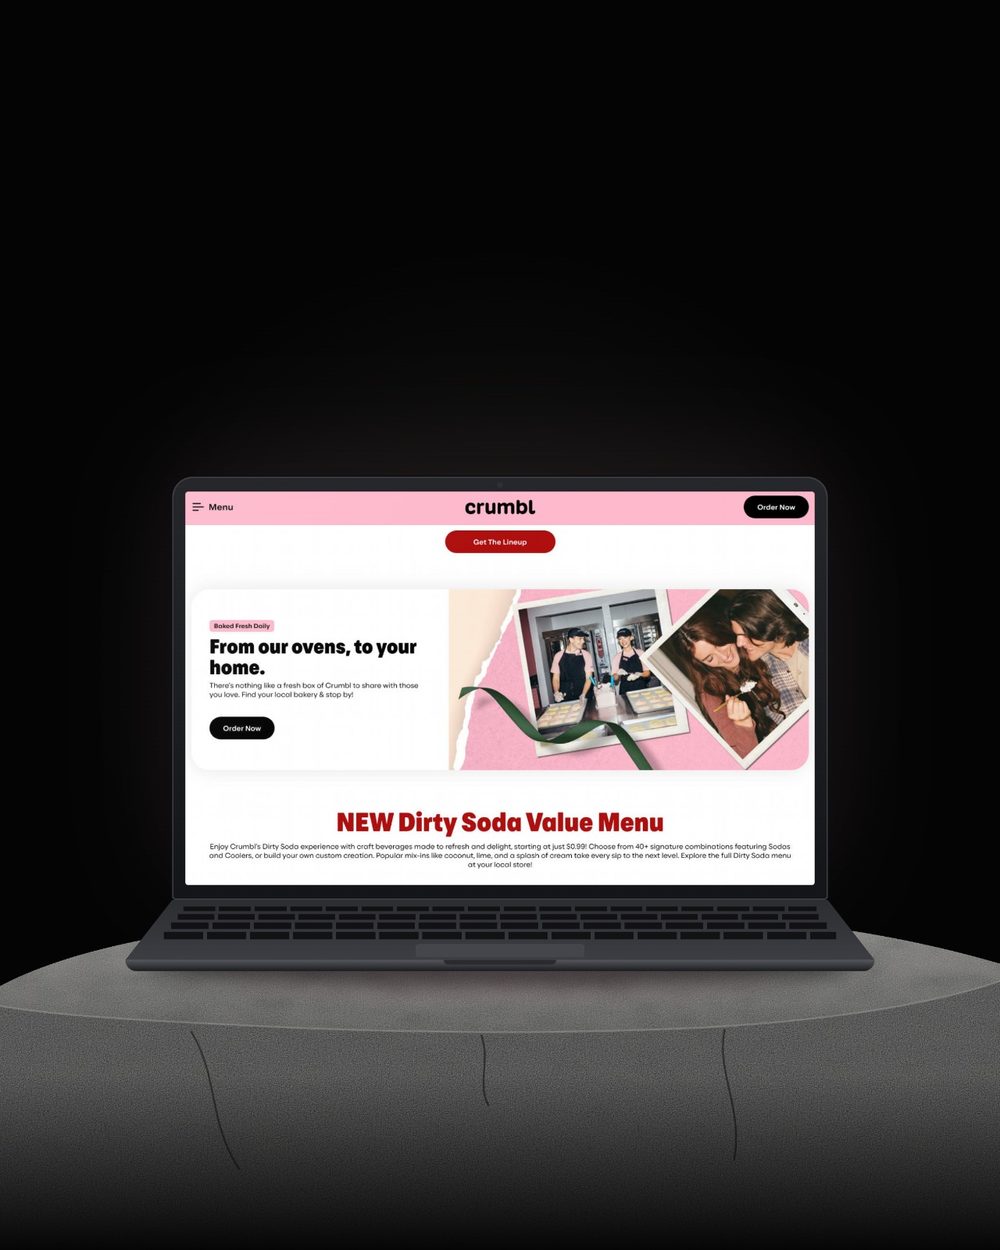 Menu
crumbl
Order Now
Get The Lineup
Baked Fresh Daily
From our ovens, to your
home.
There's nothing like a fresh box of Crumbl to share with those
you love. Find your local bakery & stop by!
Order Now
NEW Dirty Soda Value Menu
Enjoy Crumbl's Dirty Soda experience with craft beverages made to refresh and delight, starting at just $0.99! Choose from 40+ signature combinations featuring Sodas
and Coolers, or build your own custom creation. Popular mix-ins like coconut, lime, and a splash of cream take every sip to the next level. Explore the full Dirty Soda menu
at your local store!